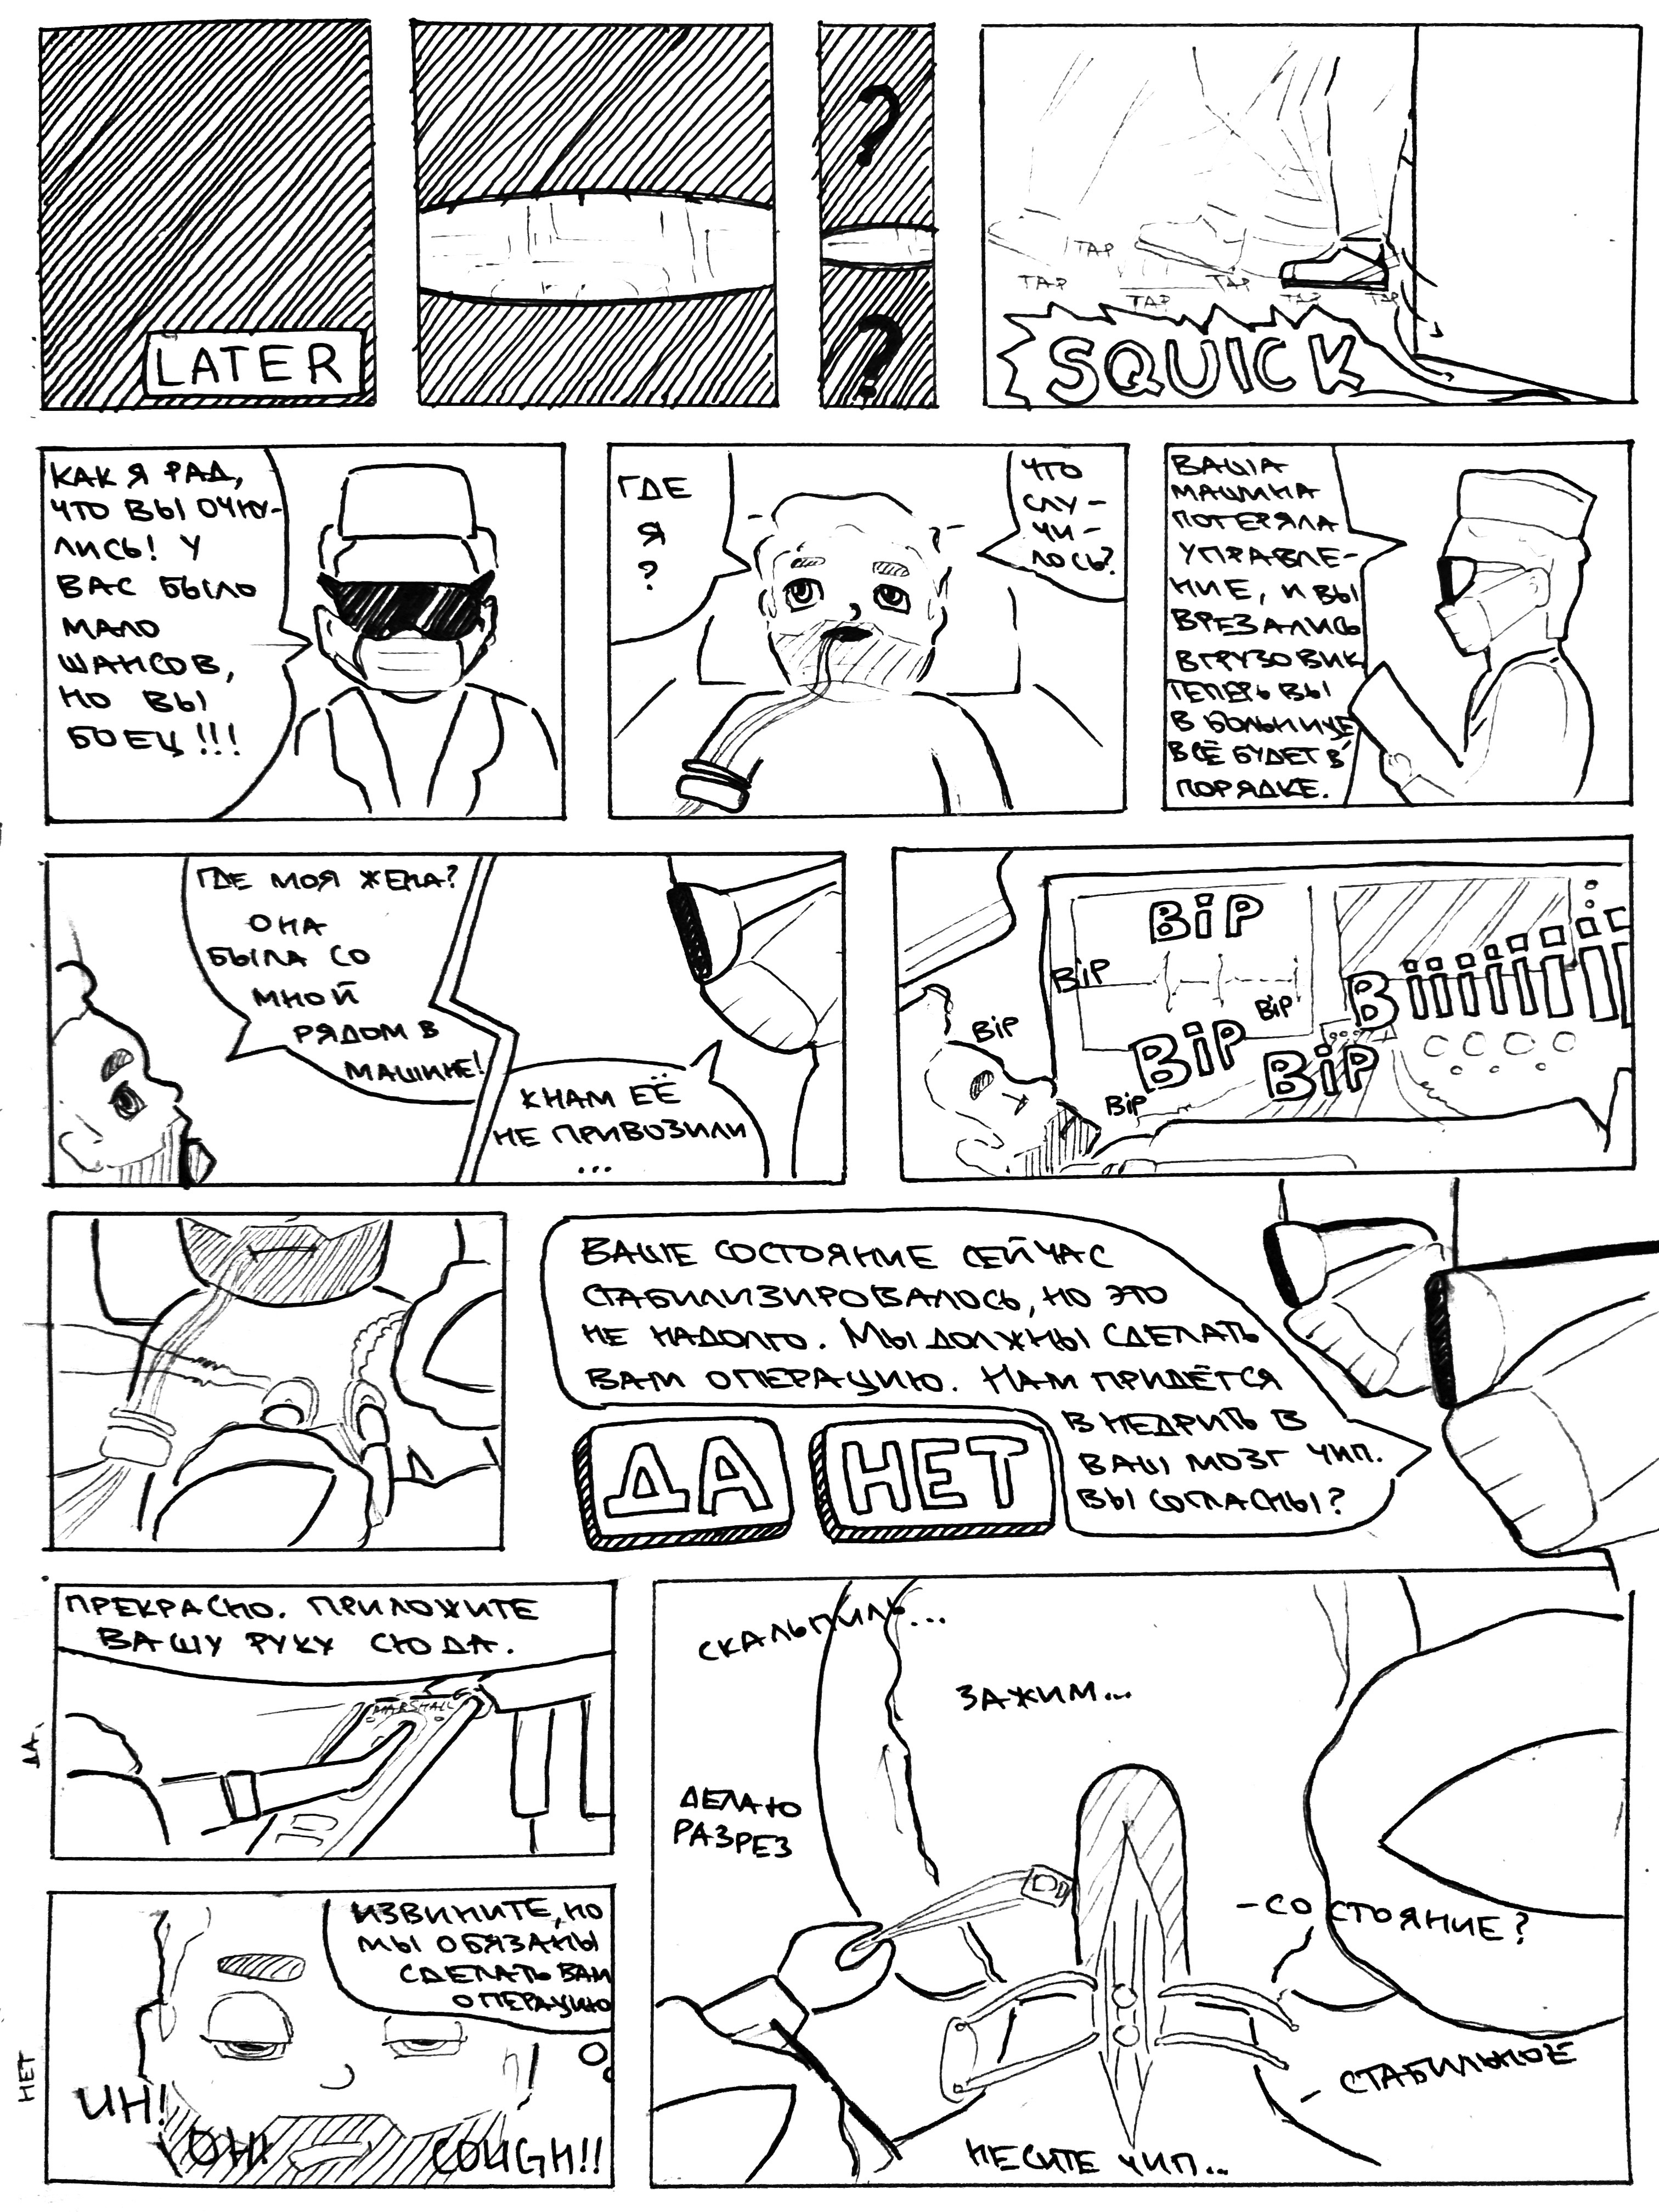 LATER
?
?
TAP
TAP
TAP
TAP
TAP
TAP
SQUICK
КАК Я РАД,
ЧТО ВЫ ОЧНУ-
ЛИСЬ! У
ВАС БЫЛО
МАЛО
ШАНСОВ,
НО ВЫ
БОЕЦ!!!
ГДЕ
Я
?
ЧТО
СЛУ-
ЧИ-
ЛОСЬ?
ВАША
МАШИНА
ПОТЕРЯЛА
УПРАВЛЕ-
НИЕ, И ВЫ
ВРЕЗАЛИСЬ
В ГРУЗОВИК
ТЕПЕРЬ ВЫ
В БОЛЬНИЦЕ
ВСЁ БУДЕТ В
ПОРЯДКЕ.
ГДЕ МОЯ ЖЕНА?
ОНА
БЫЛА СО
МНОЙ
РЯДОМ В
МАШИНЕ!
К НАМ ЕЁ
НЕ ПРИВОЗИЛИ
...
BiP
BiP
BiP
BiP
BiP
BiP
BiP
Biiiiiiii
ВАШЕ СОСТОЯНИЕ СЕЙЧАС
СТАБИЛИЗИРОВАЛОСЬ, НО ЭТО
НЕ НАДОЛГО. МЫ ДОЛЖНЫ СДЕЛАТЬ
ВАМ ОПЕРАЦИЮ. НАМ ПРИДЁТСЯ
ВНЕДРИТЬ В
ВАШ МОЗГ ЧИП.
ВЫ СОГЛАСНЫ?
ДА
НЕТ
ДА
ПРЕКРАСНО. ПРИЛОЖИТЕ
ВАШУ РУКУ СЮДА.
MARSHALL
НЕТ
ИЗВИНИТЕ, НО
МЫ ОБЯЗАНЫ
СДЕЛАТЬ ВАМ
ОПЕРАЦИЮ
UH!
OH!
COUGH!!
СКАЛЬПИЛЬ...
ЗАЖИМ...
ДЕЛАЮ
РАЗРЕЗ
-СОСТОЯНИЕ?
- СТАБИЛЬНОЕ
НЕСИТЕ ЧИП...